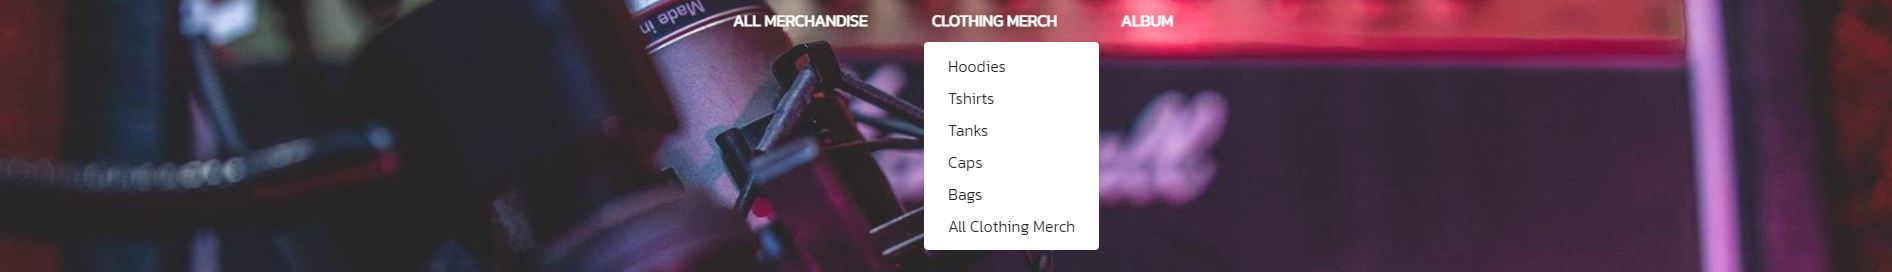 Made in
ALL MERCHANDISE
CLOTHING MERCH
ALBUM
Hoodies
Tshirts
Tanks
Caps
Bags
All Clothing Merch